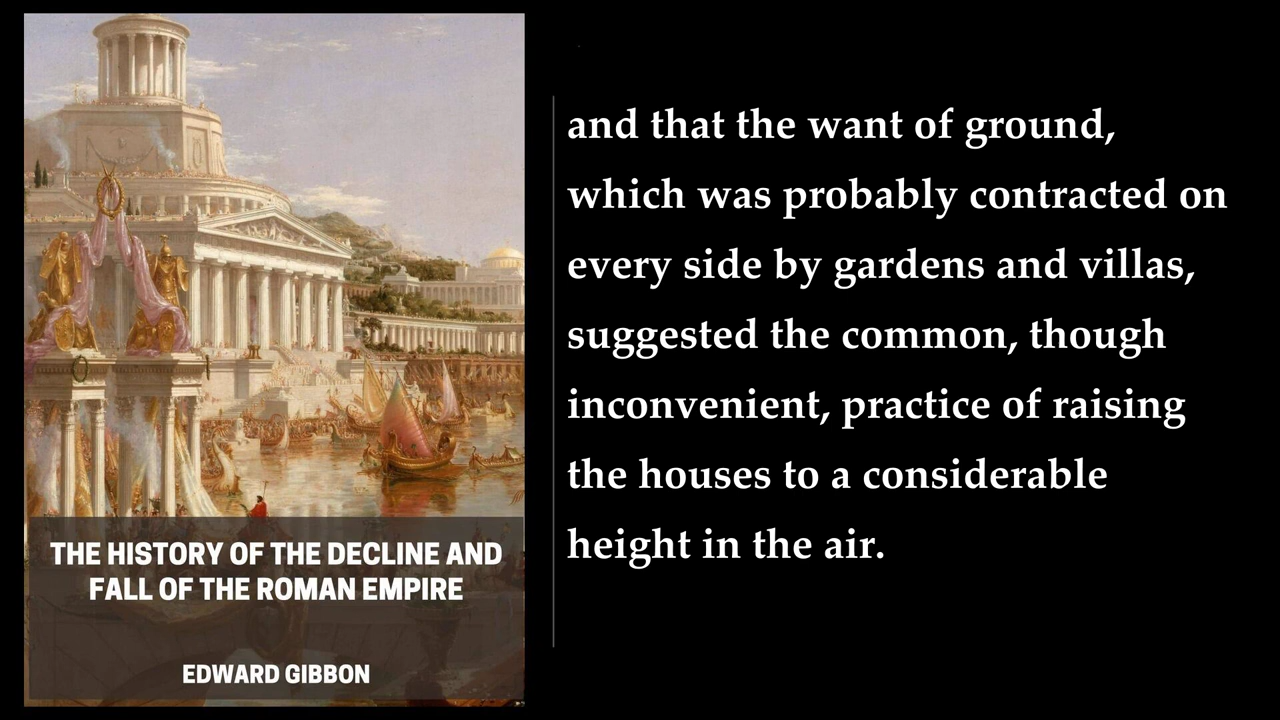 THE HISTORY OF THE DECLINE AND
FALL OF THE ROMAN EMPIRE
EDWARD GIBBON
and that the want of ground,
which was probably contracted on
every side by gardens and villas,
suggested the common, though
inconvenient, practice of raising
the houses to a considerable
height in the air.